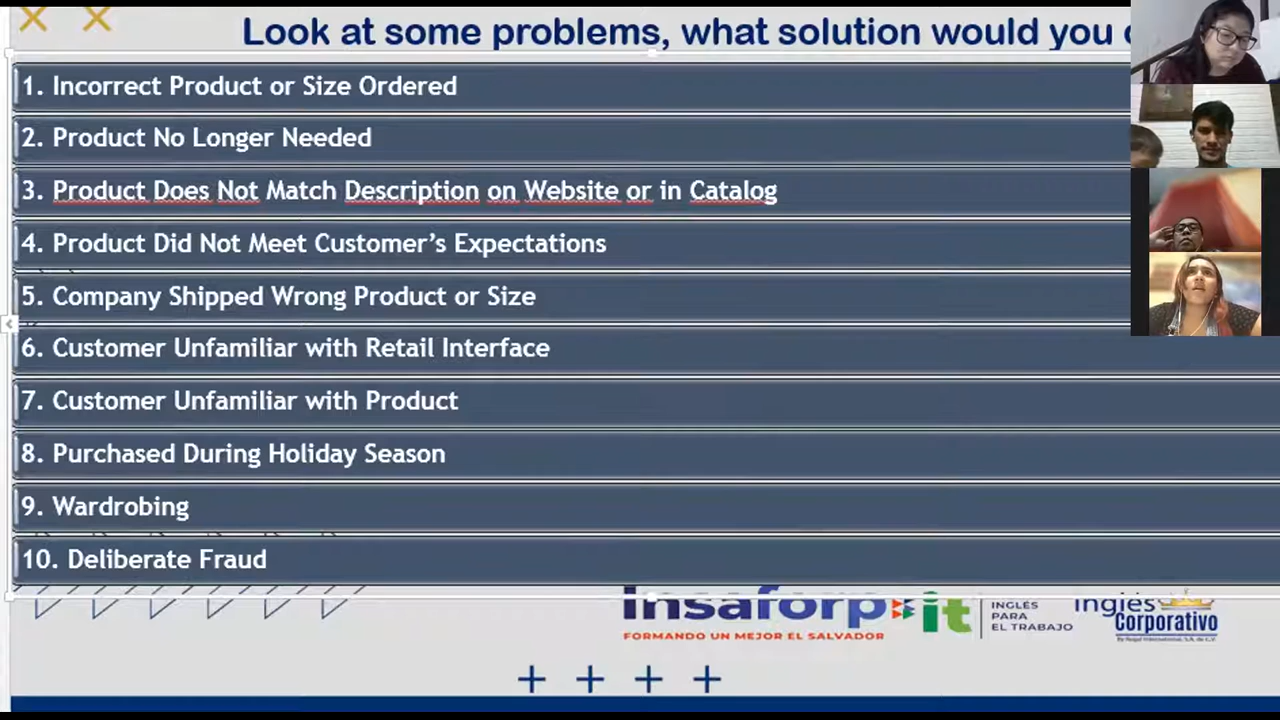 Look at some problems, what solution would you
1. Incorrect Product or Size Ordered
2. Product No Longer Needed
3. Product Does Not Match Description on Website or in Catalog
4. Product Did Not Meet Customer’s Expectations
5. Company Shipped Wrong Product or Size
6. Customer Unfamiliar with Retail Interface
7. Customer Unfamiliar with Product
8. Purchased During Holiday Season
9. Wardrobing
10. Deliberate Fraud
Insaforp it
FORMANDO UN MEJOR EL SALVADOR
INGLÉS
PARA
EL TRABAJO
Inglés
Corporativo